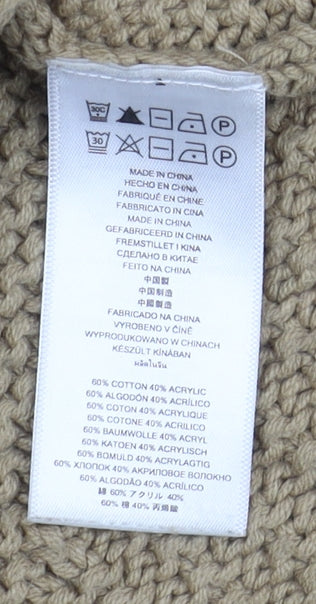 30C P
30 P
MADE IN CHINA
HECHO EN CHINA
FABRIQUÉ EN CHINE
FABBRICATO IN CINA
MADE IN CHINA
GEFABRICEERD IN CHINA
FREMSTILLET I KINA
СДЕЛАНО В КИТАЕ
FEITO NA CHINA
中国製
中国制造
中國製造
FABRICADO NA CHINA
VYROBENO V ČÍNĚ
WYPRODUKOWANO W CHINACH
KÉSZÜLT KÍNÁBAN
ผลิตในจีน
60% COTTON 40% ACRYLIC
60% ALGODÓN 40% ACRÍLICO
60% COTON 40% ACRYLIQUE
60% COTONE 40% ACRILICO
60% BAUMWOLLE 40% ACRYL
60% KATOEN 40% ACRYLISCH
60% BOMULD 40% ACRYLAGTIG
60% ХЛОПОК 40% АКРИЛОВОЕ ВОЛОКНО
60% ALGODÃO 40% ACRÍLICO
綿 60% アクリル 40%
60% 棉 40% 丙烯酸